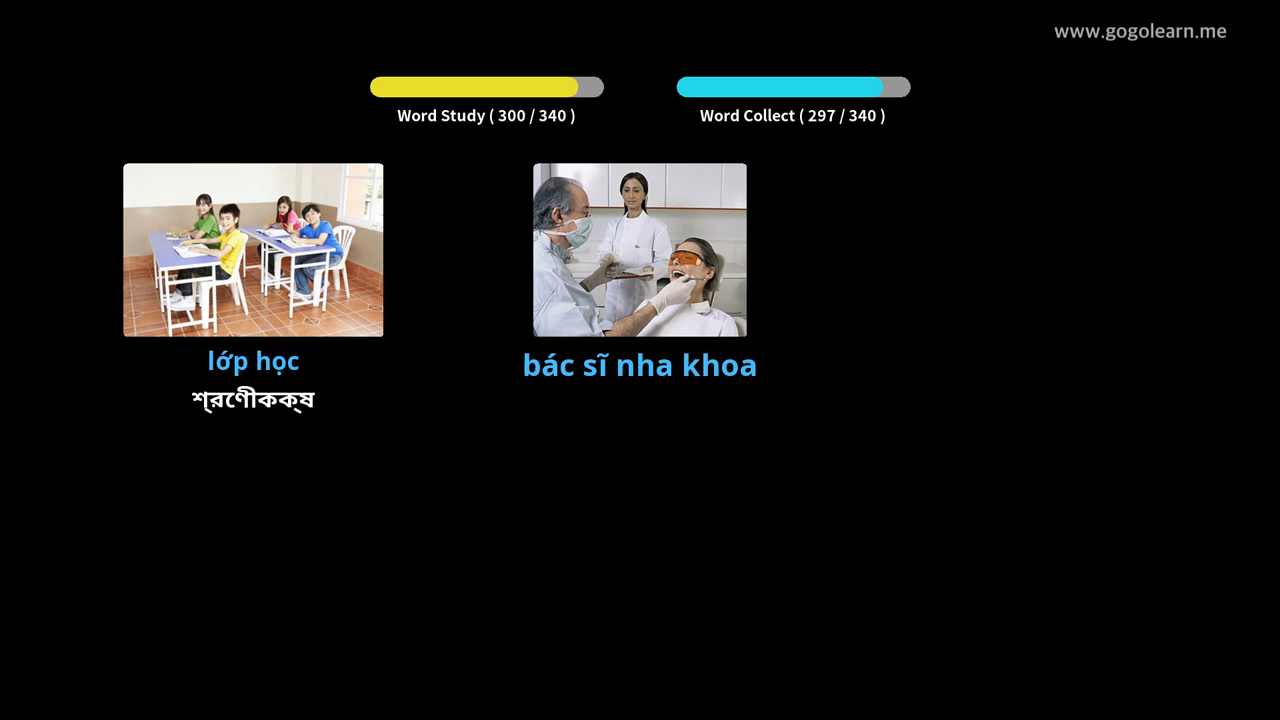 www.gogolearn.me
Word Study ( 300 / 340 )
Word Collect ( 297 / 340 )
lớp học
শ্রেণীকক্ষ
bác sĩ nha khoa